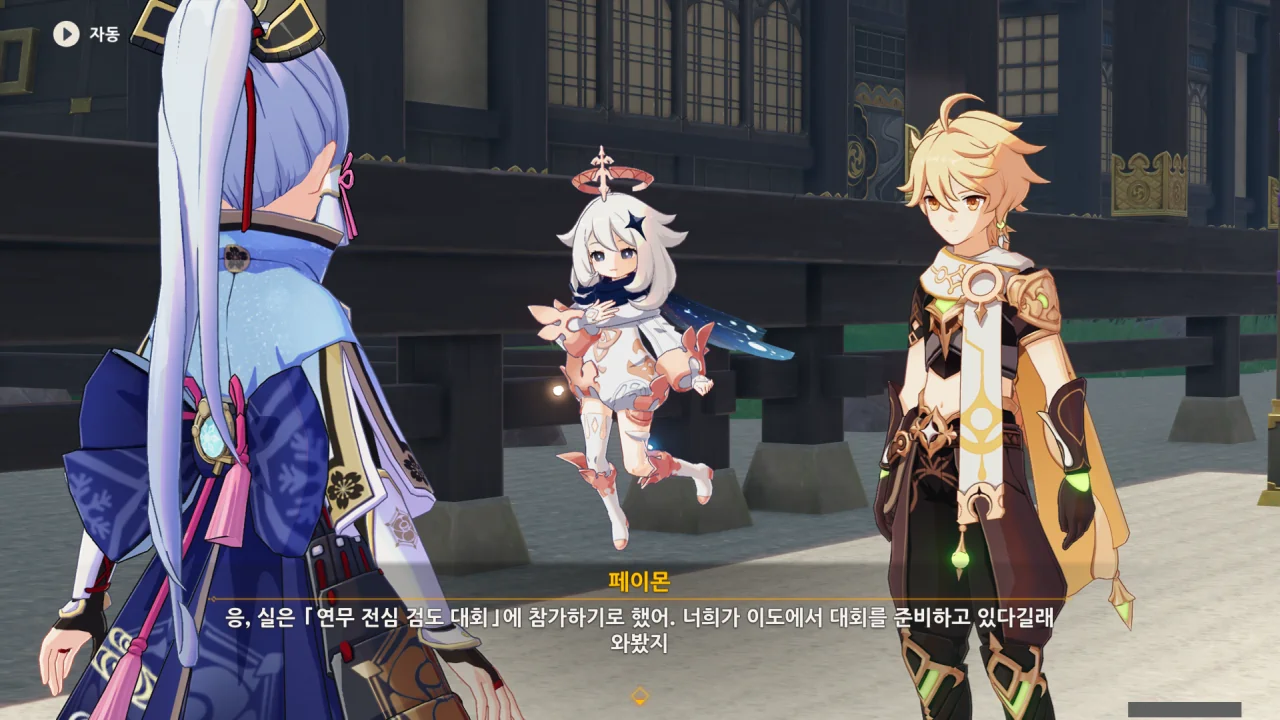 자동
페이몬
응, 실은 「연무 전심 검도 대회」에 참가하기로 했어. 너희가 이도에서 대회를 준비하고 있다길래
와봤지